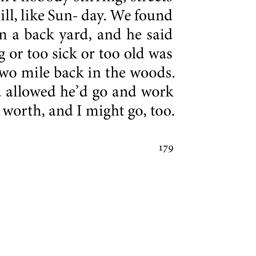 ill, like Sun- day. We found
n a back yard, and he said
g or too sick or too old was
wo mile back in the woods.
allowed he'd go and work
worth, and I might go, too.
179